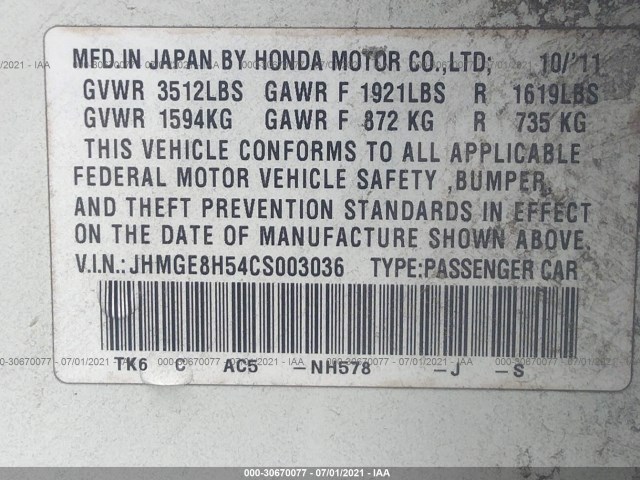 MFD IN JAPAN BY HONDA MOTOR CO.,LTD; 10/'11
GVWR 3512LBS GAWR F 1921LBS R 1619LBS
GVWR 1594KG GAWR F 872 KG R 735 KG
THIS VEHICLE CONFORMS TO ALL APPLICABLE
FEDERAL MOTOR VEHICLE SAFETY ,BUMPER,
AND THEFT PREVENTION STANDARDS IN EFFECT
ON THE DATE OF MANUFACTURE SHOWN ABOVE.
V.I.N.:JHMGE8H54CS003036 TYPE:PASSENGER CAR
TK6 C AC5 -NH578 -J -S
000-30670077 - 07/01/2021 - IAA